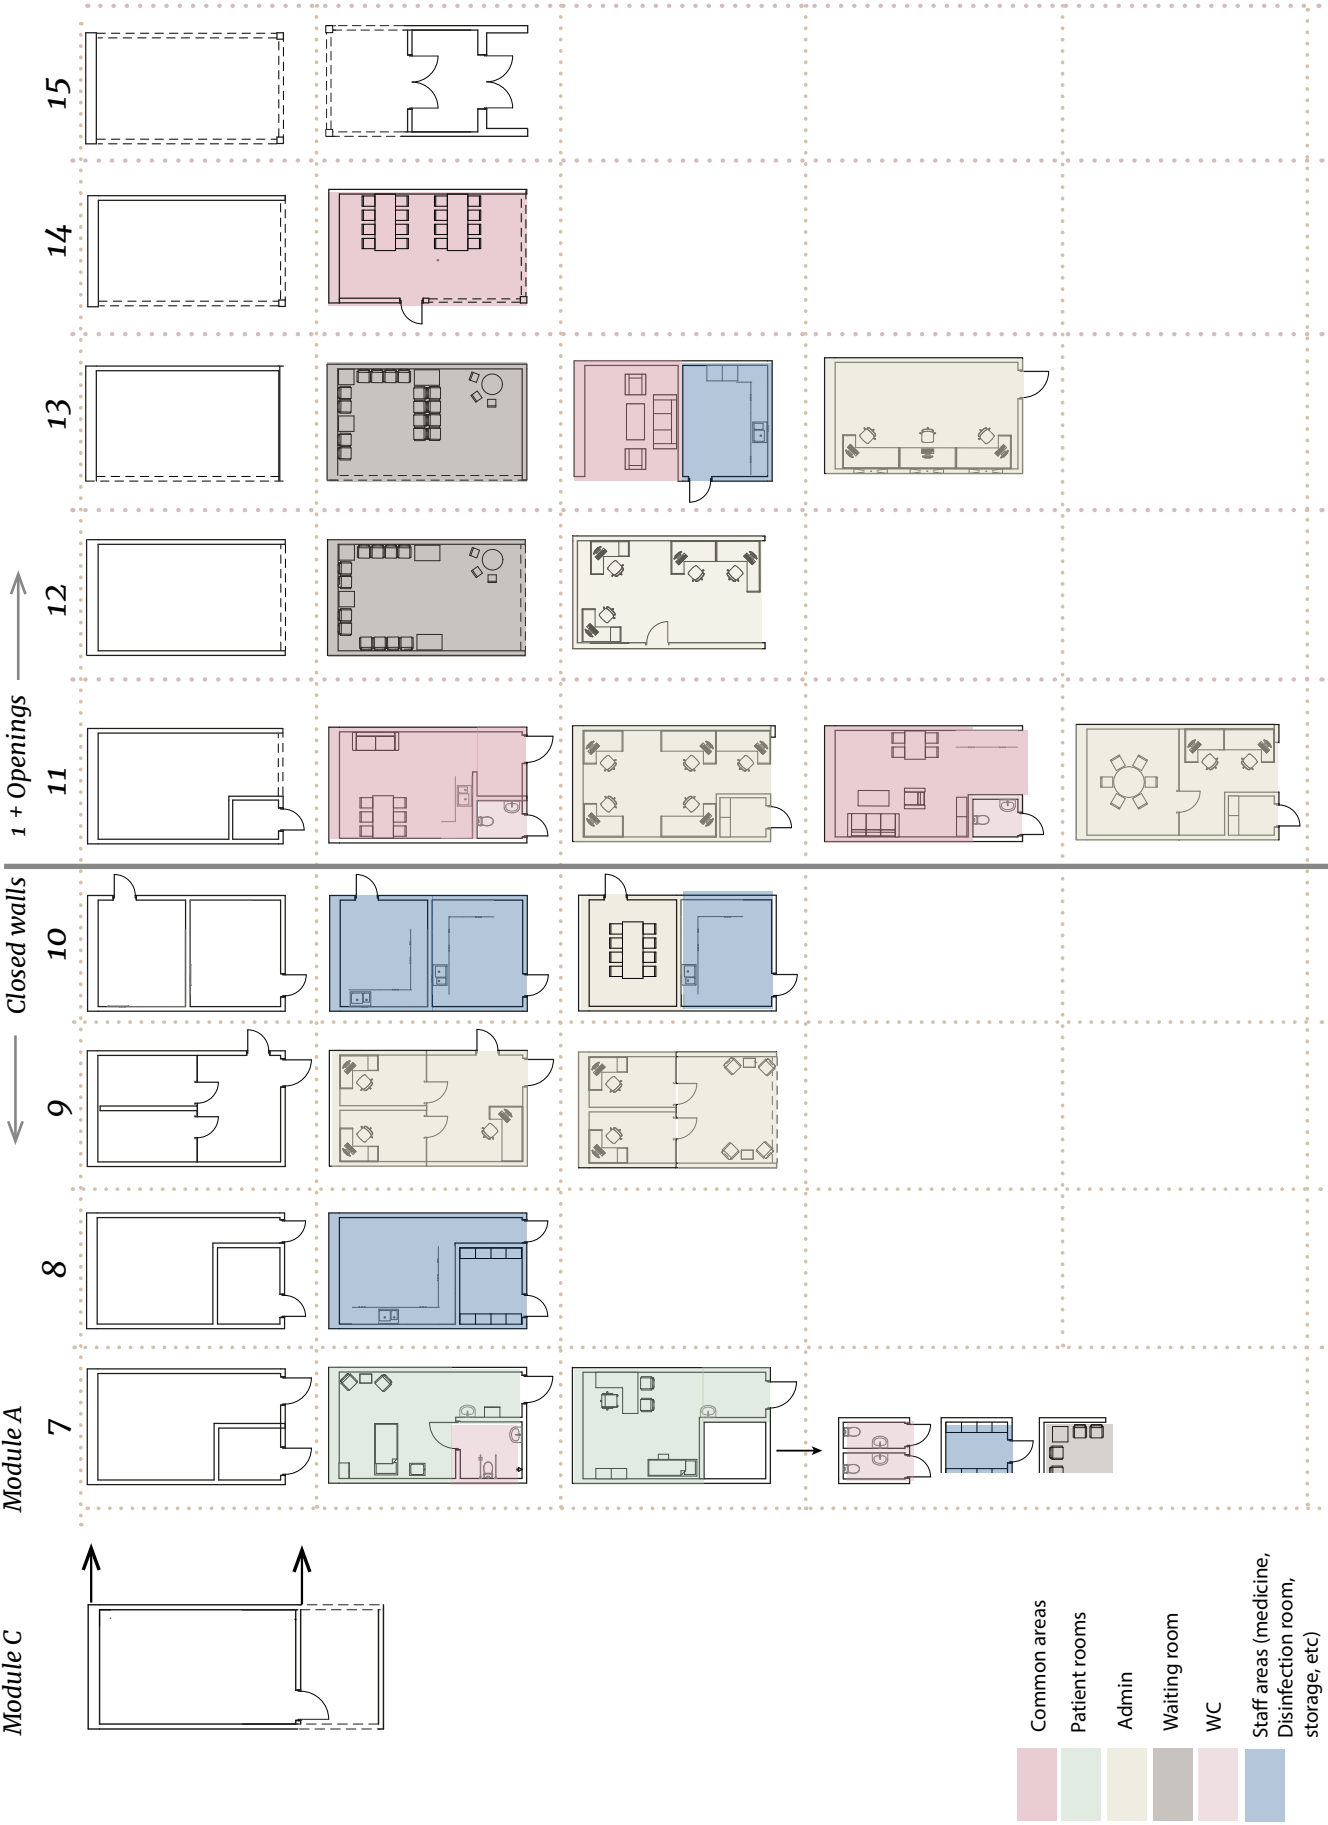 Module C
Module A
Closed walls
1 + Openings
7
8
9
10
11
12
13
14
15
Common areas
Patient rooms
Admin
Waiting room
WC
Staff areas (medicine,
Disinfection room,
storage, etc)